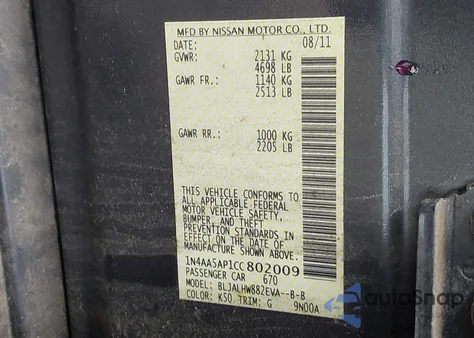 MFD BY NISSAN MOTOR CO., LTD.
DATE: 08/11
GVWR: 2131 KG
4698 LB
GAWR FR.: 1140 KG
2513 LB
GAWR RR.: 1000 KG
2205 LB
THIS VEHICLE CONFORMS TO
ALL APPLICABLE FEDERAL
MOTOR VEHICLE SAFETY,
BUMPER, AND THEFT
PREVENTION STANDARDS IN
EFFECT ON THE DATE OF
MANUFACTURE SHOWN ABOVE.
1N4AA5AP1CC802009
PASSENGER CAR 670
MODEL: BLJALHW882EVA--B-B
COLOR: K50 TRIM: G 9N00A
autoSnap